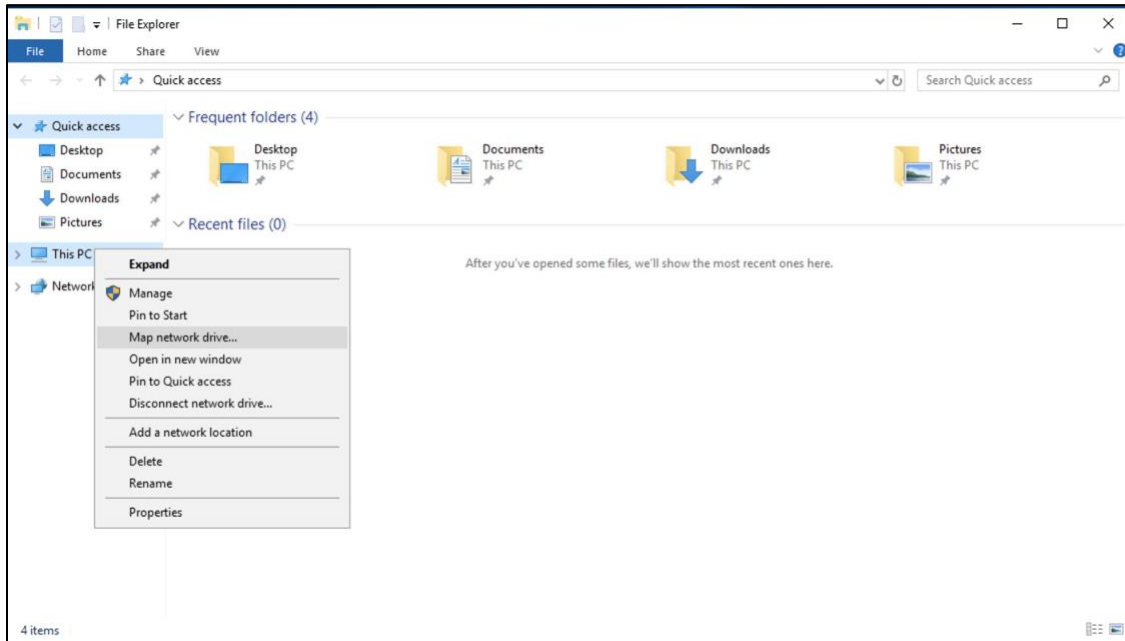 File Explorer
File Home Share View
Quick access
Search Quick access
Quick access
Desktop
Documents
Downloads
Pictures
This PC
Network
Frequent folders (4)
Desktop
This PC
Documents
This PC
Downloads
This PC
Pictures
This PC
Recent files (0)
After you've opened some files, we'll show the most recent ones here.
Expand
Manage
Pin to Start
Map network drive...
Open in new window
Pin to Quick access
Disconnect network drive...
Add a network location
Delete
Rename
Properties
4 items